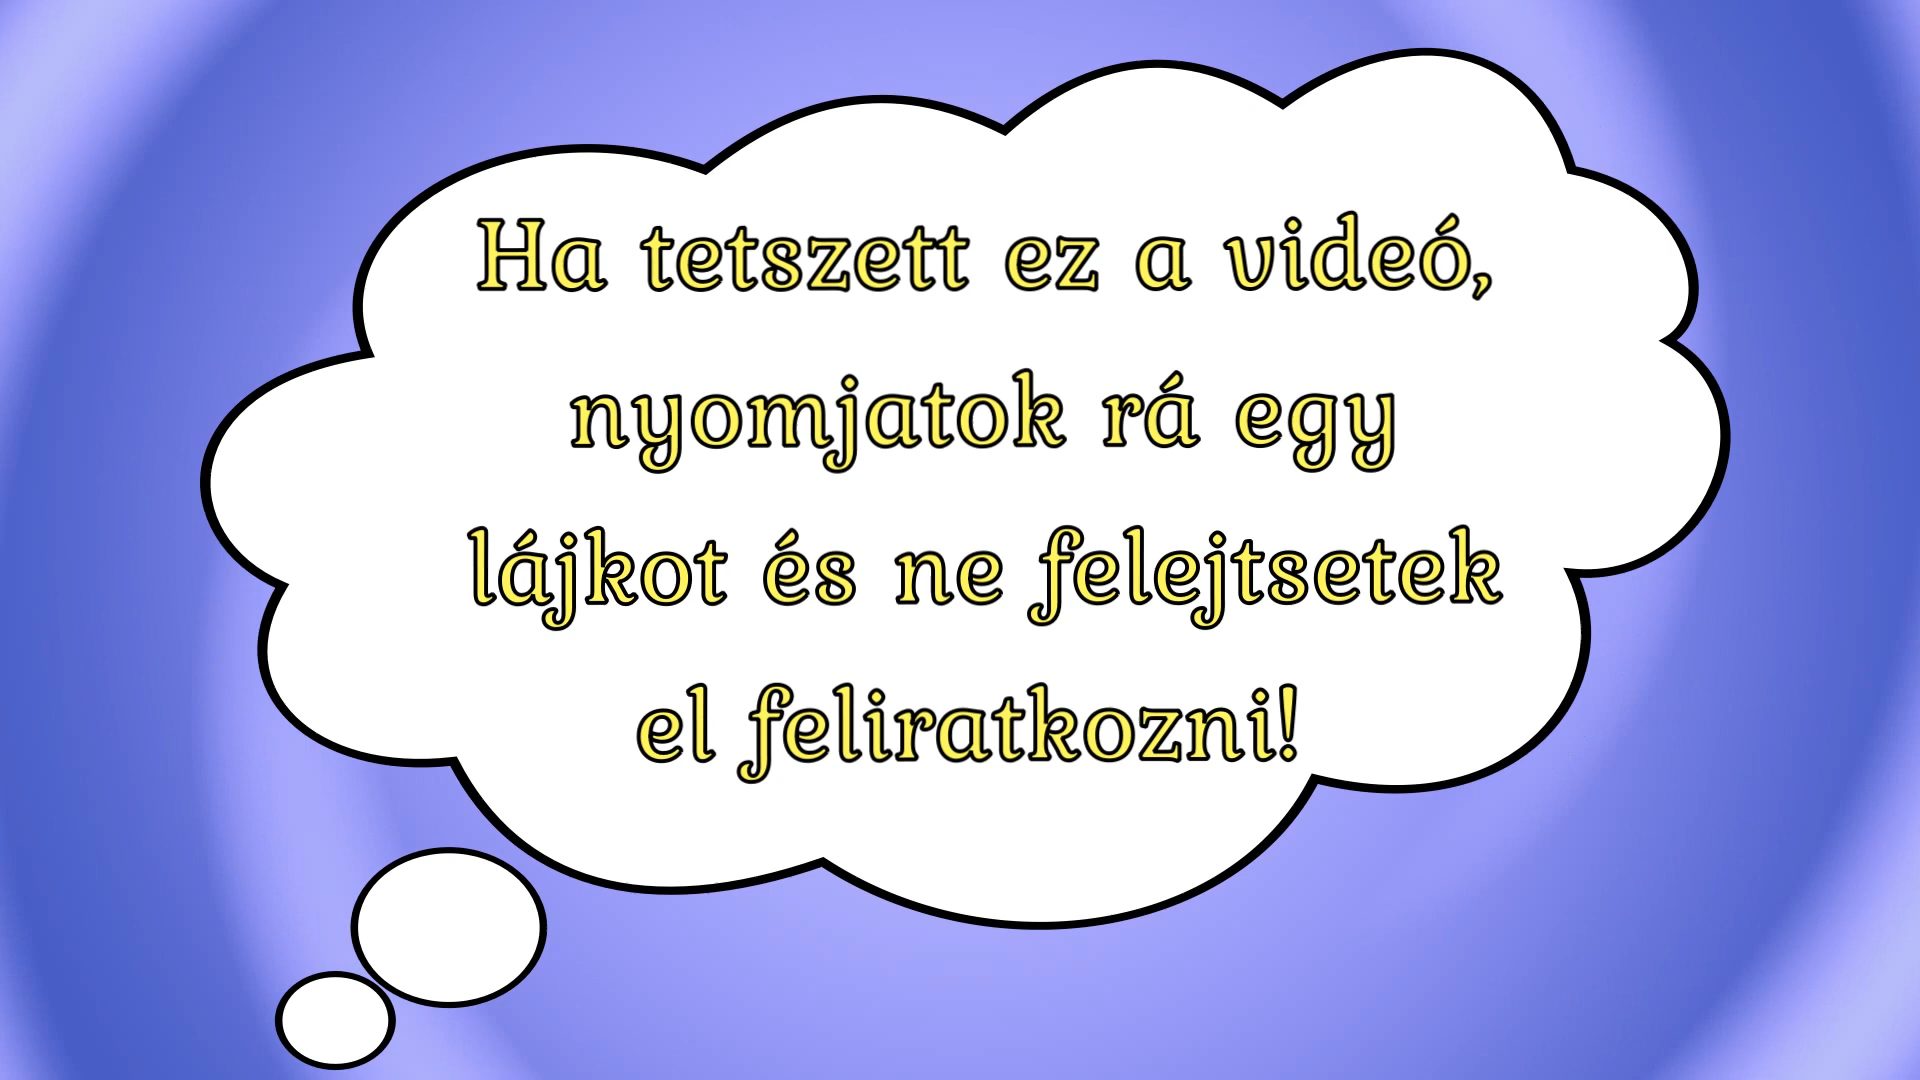 Ha tetszett ez a videó,
nyomjatok rá egy
lájkot és ne felejtsetek
el feliratkozni!